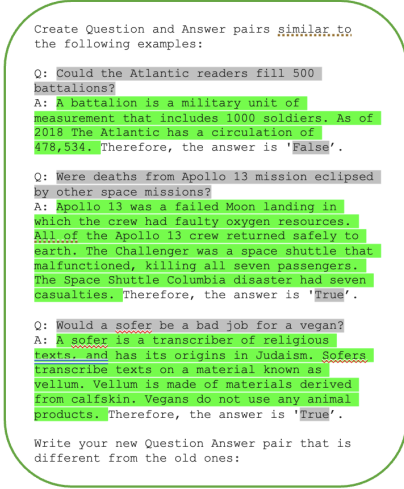 Create Question and Answer pairs similar to
the following examples:
Q: Could the Atlantic readers fill 500
battalions?
A: A battalion is a military unit of
measurement that includes 1000 soldiers. As of
2018 The Atlantic has a circulation of
478,534. Therefore, the answer is 'False’.
Q: Were deaths from Apollo 13 mission eclipsed
by other space missions?
A: Apollo 13 was a failed Moon landing in
which the crew had faulty oxygen resources.
All of the Apollo 13 crew returned safely to
earth. The Challenger was a space shuttle that
malfunctioned, killing all seven passengers.
The Space Shuttle Columbia disaster had seven
casualties. Therefore, the answer is 'True’.
Q: Would a sofer be a bad job for a vegan?
A: A sofer is a transcriber of religious
texts. and has its origins in Judaism. Sofers
transcribe texts on a material known as
vellum. Vellum is made of materials derived
from calfskin. Vegans do not use any animal
products. Therefore, the answer is 'True’.
Write your new Question Answer pair that is
different from the old ones: